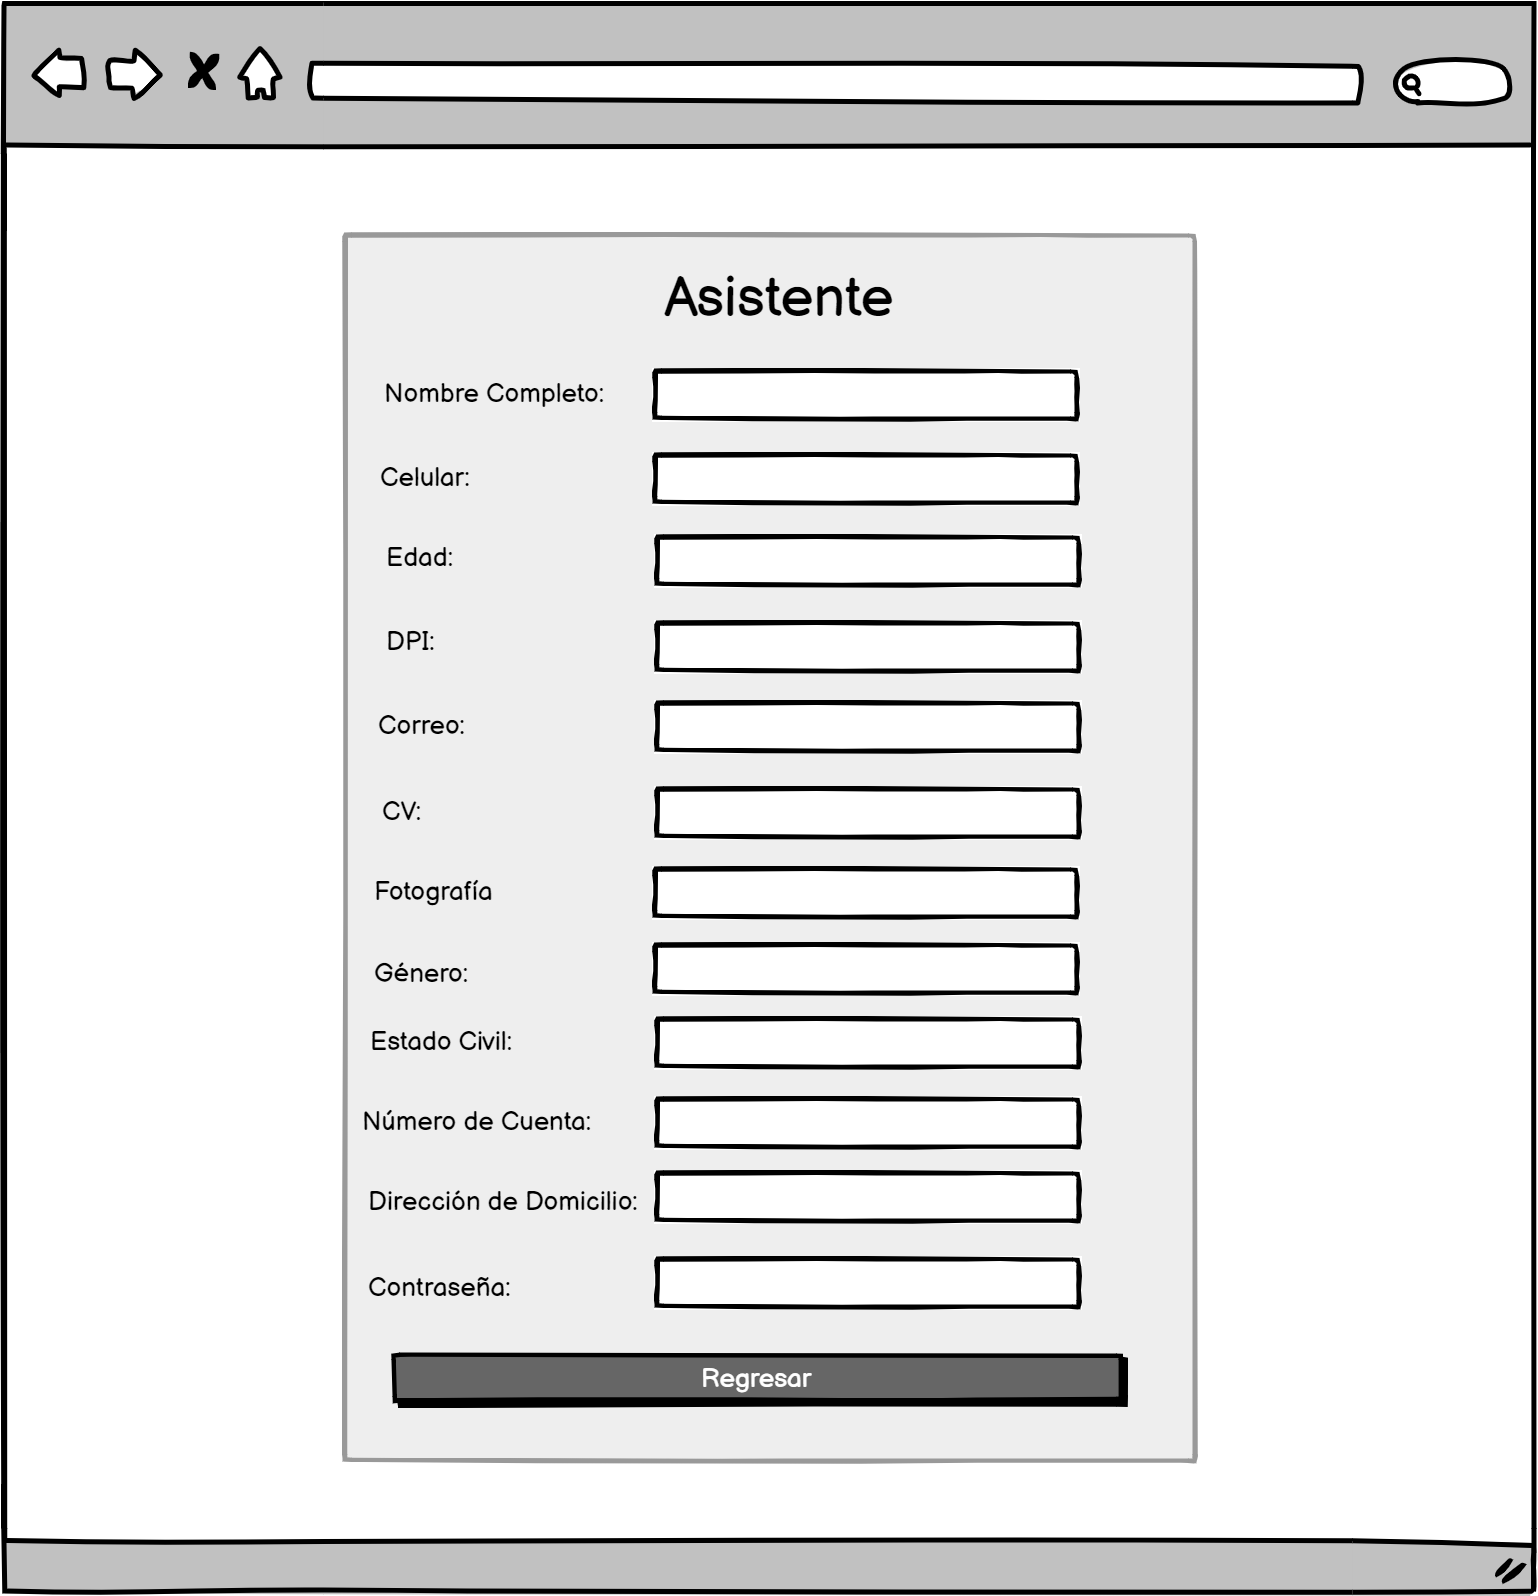 Asistente
Nombre Completo:
Celular:
Edad:
DPI:
Correo:
CV:
Fotografía
Género:
Estado Civil:
Número de Cuenta:
Dirección de Domicilio:
Contraseña:
Regresar